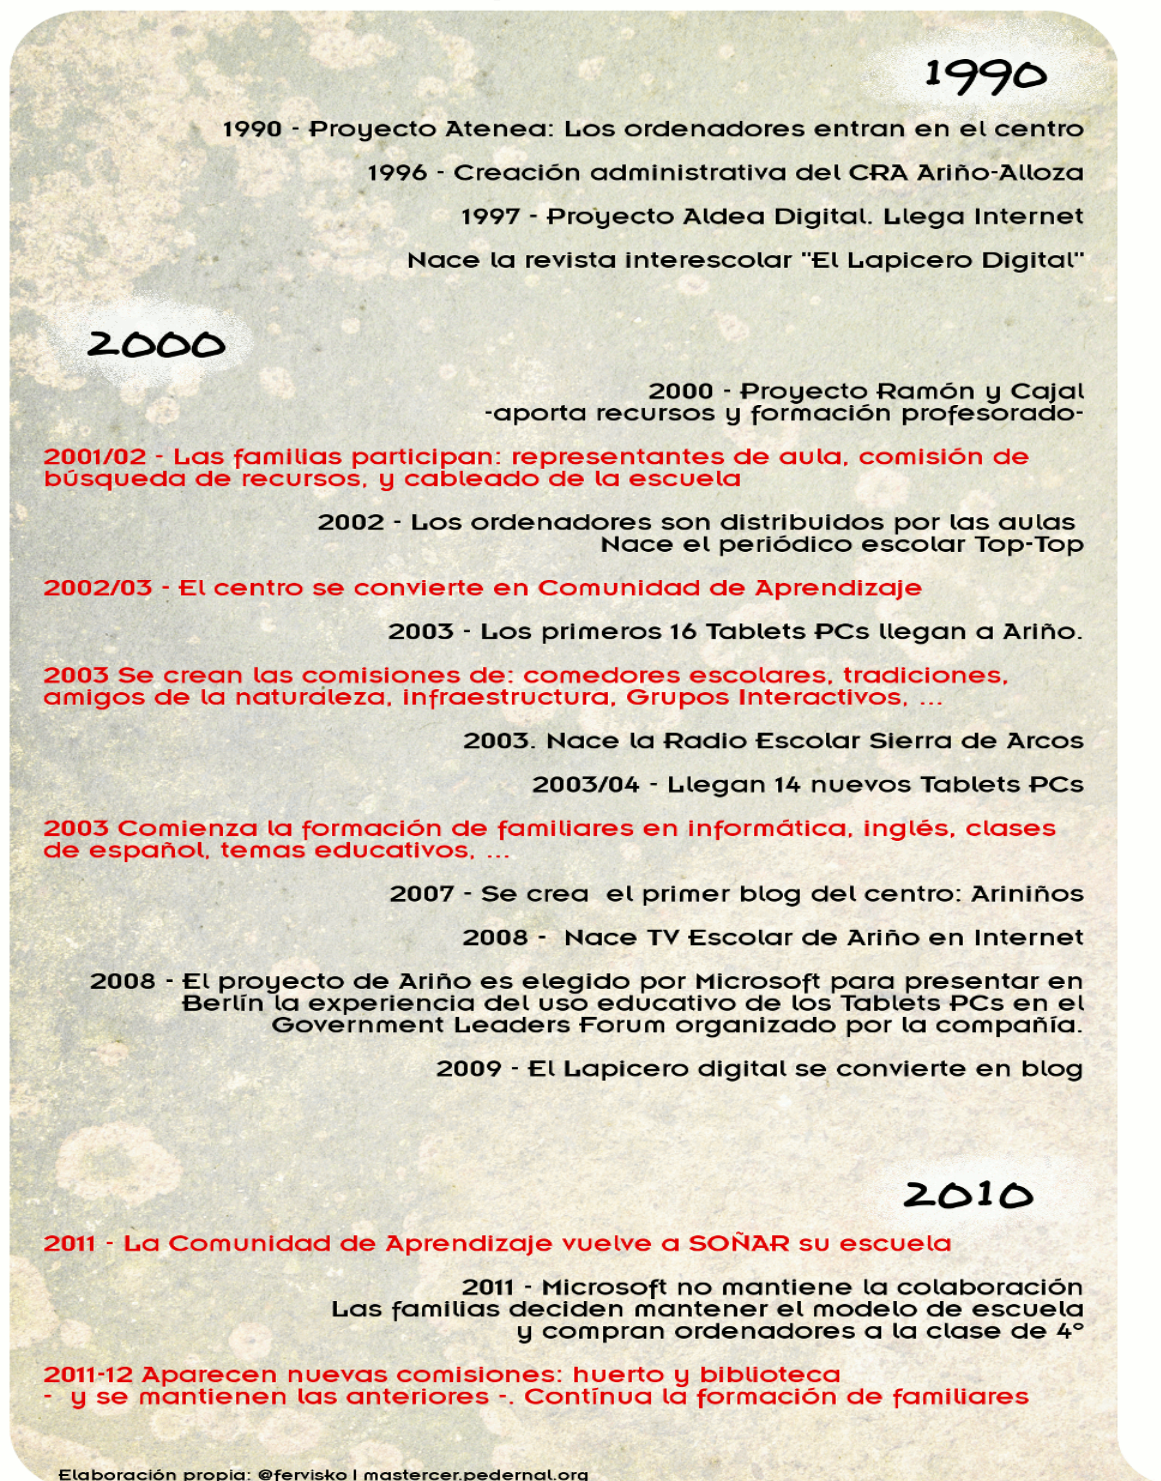 1990
1990 - Proyecto Atenea: Los ordenadores entran en el centro
1996 - Creación administrativa del CRA Ariño-Alloza
1997 - Proyecto Aldea Digital. Llega Internet
Nace la revista interescolar "El Lapicero Digital"
2000
2000 - Proyecto Ramón y Cajal
-aporta recursos y formación profesorado-
2001/02 - Las familias participan: representantes de aula, comisión de
búsqueda de recursos, y cableado de la escuela
2002 - Los ordenadores son distribuidos por las aulas
Nace el periódico escolar Top-Top
2002/03 - El centro se convierte en Comunidad de Aprendizaje
2003 - Los primeros 16 Tablets PCs llegan a Ariño.
2003 Se crean las comisiones de: comedores escolares, tradiciones,
amigos de la naturaleza, infraestructura, Grupos Interactivos, ...
2003. Nace la Radio Escolar Sierra de Arcos
2003/04 - Llegan 14 nuevos Tablets PCs
2003 Comienza la formación de familiares en informática, inglés, clases
de español, temas educativos, ...
2007 - Se crea el primer blog del centro: Ariniños
2008 - Nace TV Escolar de Ariño en Internet
2008 - El proyecto de Ariño es elegido por Microsoft para presentar en
Berlín la experiencia del uso educativo de los Tablets PCs en el
Government Leaders Forum organizado por la compañía.
2009 - El Lapicero digital se convierte en blog
2010
2011 - La Comunidad de Aprendizaje vuelve a SOÑAR su escuela
2011 - Microsoft no mantiene la colaboración
Las familias deciden mantener el modelo de escuela
y compran ordenadores a la clase de 4º
2011-12 Aparecen nuevas comisiones: huerto y biblioteca
- y se mantienen las anteriores -. Contínua la formación de familiares
Elaboración propia: @fervisko | mastercer.pedernal.org